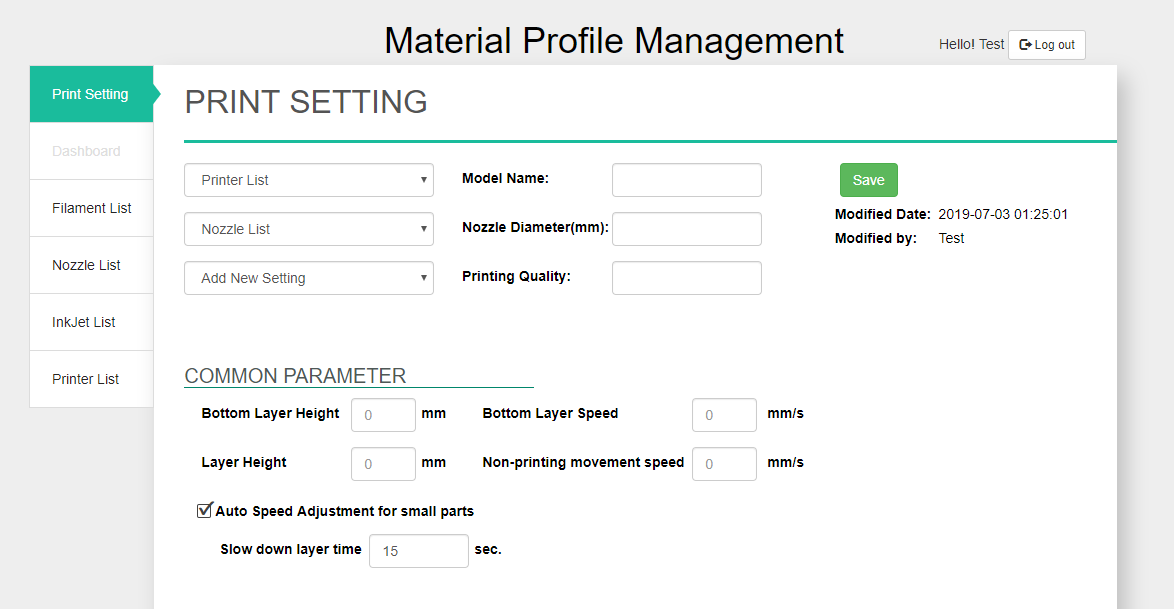 Material Profile Management
Hello! Test Log out
Print Setting
Dashboard
Filament List
Nozzle List
InkJet List
Printer List
PRINT SETTING
Printer List Model Name: Save
Modified Date: 2019-07-03 01:25:01
Nozzle List Nozzle Diameter(mm):
Modified by: Test
Add New Setting Printing Quality:
COMMON PARAMETER
Bottom Layer Height 0 mm Bottom Layer Speed 0 mm/s
Layer Height 0 mm Non-printing movement speed 0 mm/s
Auto Speed Adjustment for small parts
Slow down layer time 15 sec.